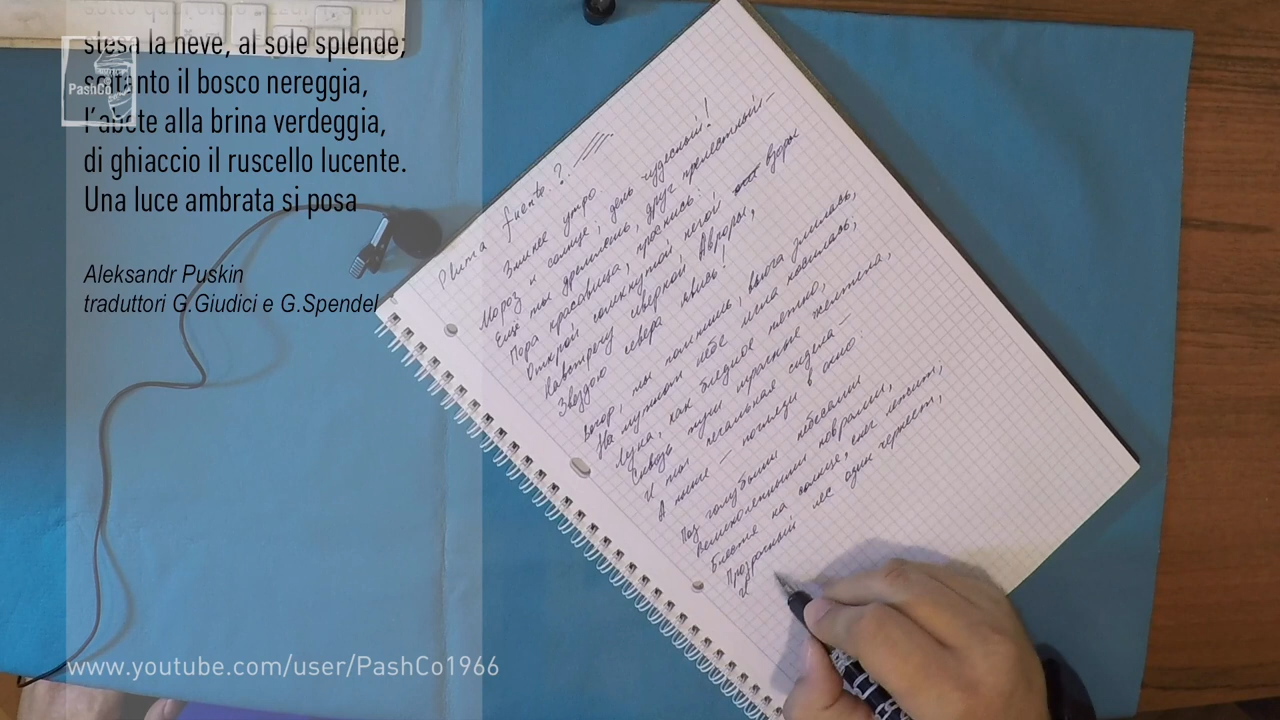 stesa la neve, al sole splende;
soltanto il bosco nereggia,
l'abete alla brina verdeggia,
di ghiaccio il ruscello lucente.
Una luce ambrata si posa
Aleksandr Puskin
traduttori G.Giudici e G.Spendel
PashCo
www.youtube.com/user/PashCo1966
Зимнее утро.
Мороз и солнце; день чудесный!
Еще ты дремлешь, друг прелестный –
Пора красавица, проснись:
Открой сомкнуты негой взоры
Навстречу северной Авроры,
Звездою севера явись!
Вечор, ты помнишь, вьюга злилась,
На мутном небе мгла носилась;
Луна, как бледное пятно,
Сквозь тучи мрачные желтела,
И ты печальная сидела –
А нынче – погляди в окно:
Под голубыми небесами
Великолепными коврами,
Блестя на солнце, снег лежит;
Прозрачный лес один чернеет,